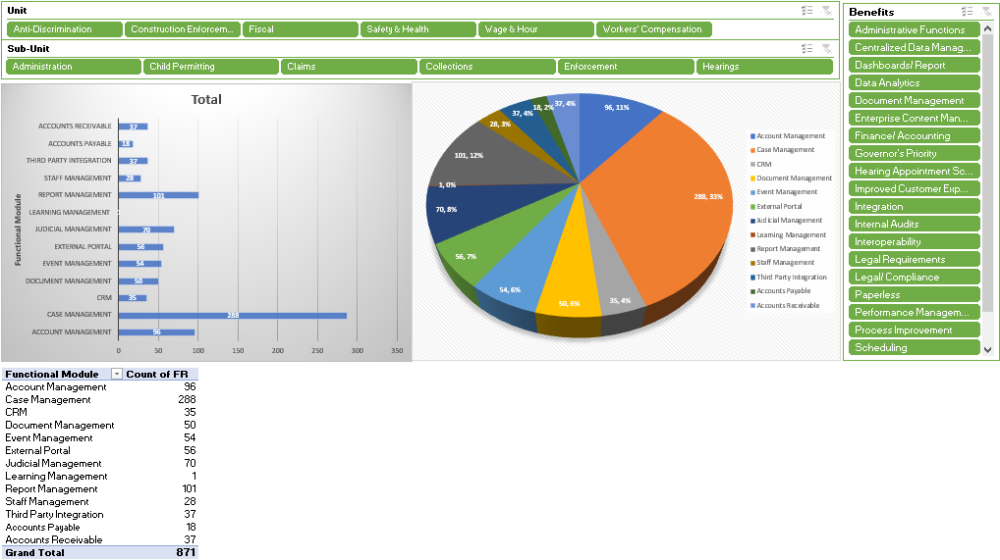 Unit
Anti-Discrimination
Construction Enforcem...
Fiscal
Safety & Health
Wage & Hour
Workers' Compensation
Sub-Unit
Administration
Child Permitting
Claims
Collections
Enforcement
Hearings
Benefits
Administrative Functions
Centralized Data Manag...
Dashboards/ Report
Data Analytics
Document Management
Enterprise Content Man...
Finance/ Accounting
Governor's Priority
Hearing Appointment Sc...
Improved Customer Exp...
Integration
Internal Audits
Interoperability
Legal Requirements
Legal/ Compliance
Paperless
Performance Managem...
Process Improvement
Scheduling
Total
Functional Module
ACCOUNTS RECEIVABLE 37
ACCOUNTS PAYABLE 18
THIRD PARTY INTEGRATION 37
STAFF MANAGEMENT 28
REPORT MANAGEMENT 101
LEARNING MANAGEMENT
JUDICIAL MANAGEMENT 70
EXTERNAL PORTAL 56
EVENT MANAGEMENT 54
DOCUMENT MANAGEMENT 50
CRM 35
CASE MANAGEMENT 288
ACCOUNT MANAGEMENT 96
0 50 100 150 200 250 300 350
96, 11%
288, 33%
35, 4%
50, 6%
54, 6%
56, 7%
70, 8%
1, 0%
101, 12%
28, 3%
37, 4%
18, 2%
37, 4%
Account Management
Case Management
CRM
Document Management
Event Management
External Portal
Judicial Management
Learning Management
Report Management
Staff Management
Third Party Integration
Accounts Payable
Accounts Receivable
Functional Module Count of FR
Account Management 96
Case Management 288
CRM 35
Document Management 50
Event Management 54
External Portal 56
Judicial Management 70
Learning Management 1
Report Management 101
Staff Management 28
Third Party Integration 37
Accounts Payable 18
Accounts Receivable 37
Grand Total 871